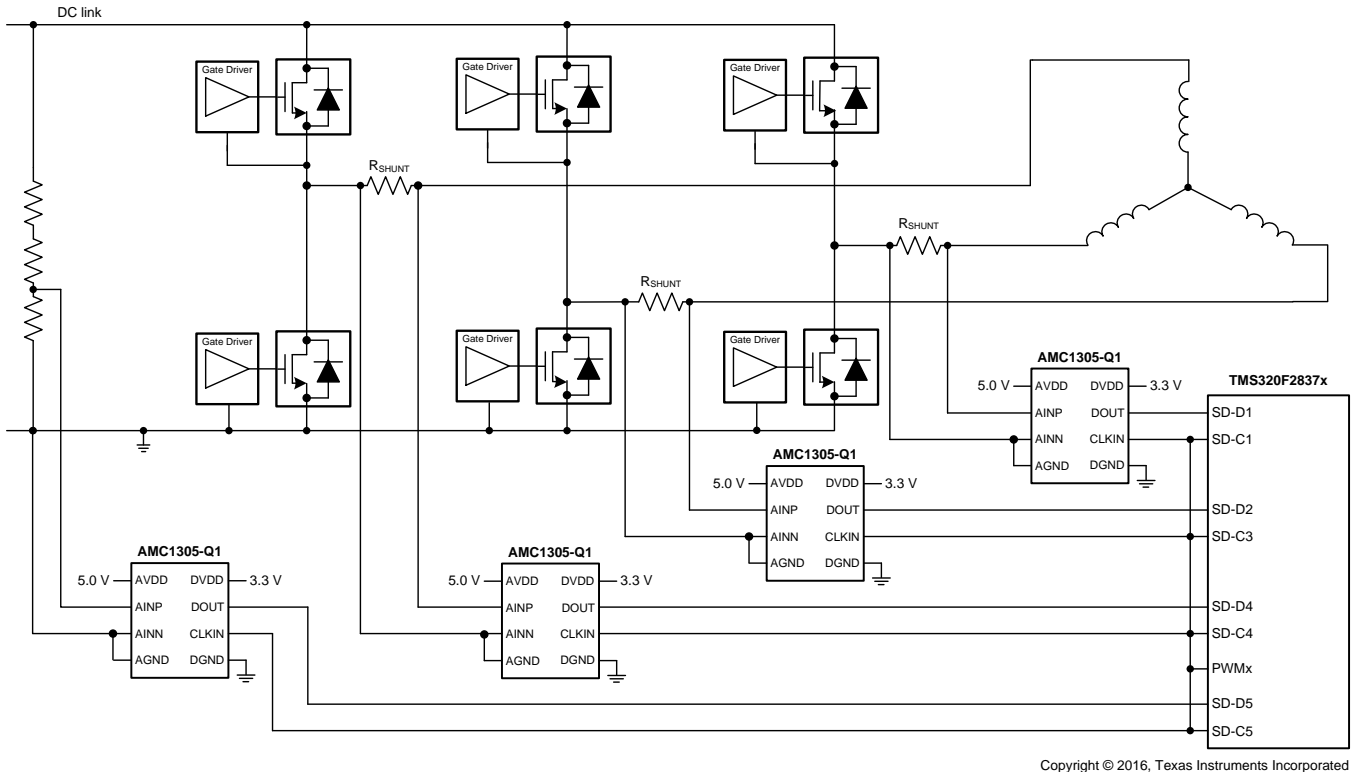 DC link
Gate Driver
Gate Driver
Gate Driver
RSHUNT
RSHUNT
RSHUNT
Gate Driver
Gate Driver
Gate Driver
AMC1305-Q1
5.0 V AVDD DVDD 3.3 V
AINP DOUT
AINN CLKIN
AGND DGND
AMC1305-Q1
5.0 V AVDD DVDD 3.3 V
AINP DOUT
AINN CLKIN
AGND DGND
AMC1305-Q1
5.0 V AVDD DVDD 3.3 V
AINP DOUT
AINN CLKIN
AGND DGND
AMC1305-Q1
5.0 V AVDD DVDD 3.3 V
AINP DOUT
AINN CLKIN
AGND DGND
TMS320F2837x
SD-D1
SD-C1
SD-D2
SD-C3
SD-D4
SD-C4
PWMx
SD-D5
SD-C5
Copyright © 2016, Texas Instruments Incorporated